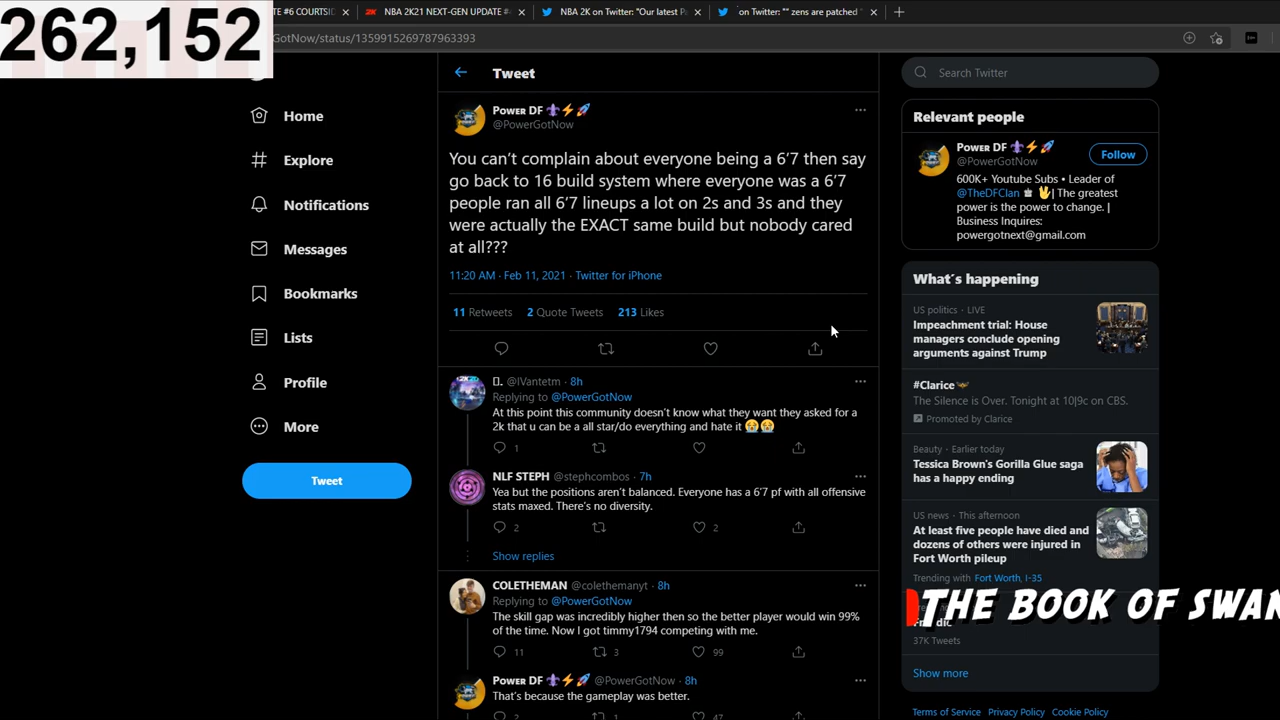 262,152
TE #6 COURTSID
NBA 2K21 NEXT-GEN UPDATE #
NBA 2K on Twitter: "Our latest P
on Twitter: "" zens are patched "
GotNow/status/1359915269787963393
Home
Explore
Notifications
Messages
Bookmarks
Lists
Profile
More
Tweet
Tweet
Power DF ⚜️⚡🚀
@PowerGotNow
You can't complain about everyone being a 6'7 then say
go back to 16 build system where everyone was a 6'7
people ran all 6'7 lineups a lot on 2s and 3s and they
were actually the EXACT same build but nobody cared
at all???
11:20 AM · Feb 11, 2021 · Twitter for iPhone
11 Retweets 2 Quote Tweets 213 Likes
@IVantetm · 8h
Replying to @PowerGotNow
At this point this community doesn't know what they want they asked for a
2k that u can be a all star/do everything and hate it 😭😭
1
NLF STEPH @stephcombos · 7h
Yea but the positions aren't balanced. Everyone has a 6'7 pf with all offensive
stats maxed. There's no diversity.
2 2
Show replies
COLETHEMAN @colethemanyt · 8h
Replying to @PowerGotNow
The skill gap was incredibly higher then so the better player would win 99%
of the time. Now I got timmy1794 competing with me.
11 3 99
Power DF ⚜️⚡🚀 @PowerGotNow · 8h
That's because the gameplay was better.
2 1 47
Search Twitter
Relevant people
Power DF ⚜️⚡🚀
@PowerGotNow
Follow
600K+ Youtube Subs • Leader of
@TheDFClan 🖖| The greatest
power is the power to change. |
Business Inquires:
powergotnext@gmail.com
What's happening
US politics · LIVE
Impeachment trial: House
managers conclude opening
arguments against Trump
#Clarice
The Silence is Over. Tonight at 10|9c on CBS.
Promoted by Clarice
Beauty · Earlier today
Tessica Brown's Gorilla Glue saga
has a happy ending
US news · This afternoon
At least five people have died and
dozens of others were injured in
Fort Worth pileup
Trending with Fort Worth, I-35
THE BOOK OF SWAN
37K Tweets
Show more
Terms of Service Privacy Policy Cookie Policy